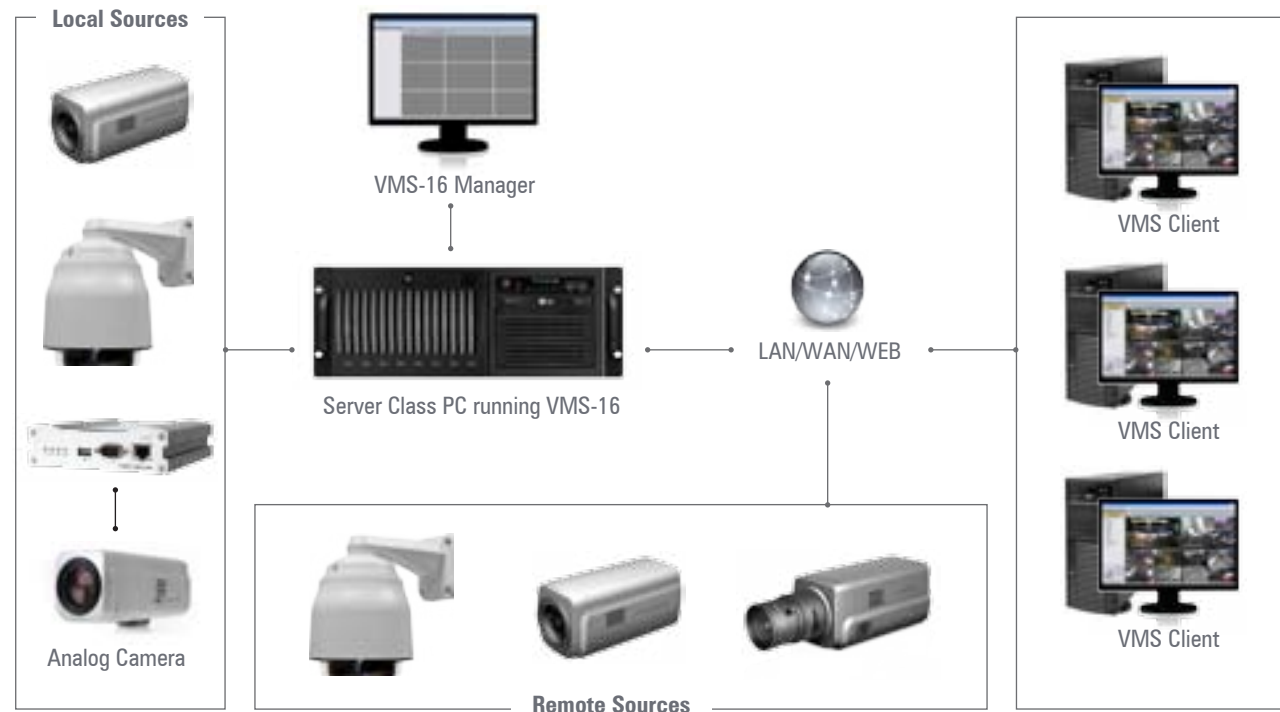 Local Sources
VMS-16 Manager
Server Class PC running VMS-16
LAN/WAN/WEB
VMS Client
VMS Client
VMS Client
Analog Camera
Remote Sources